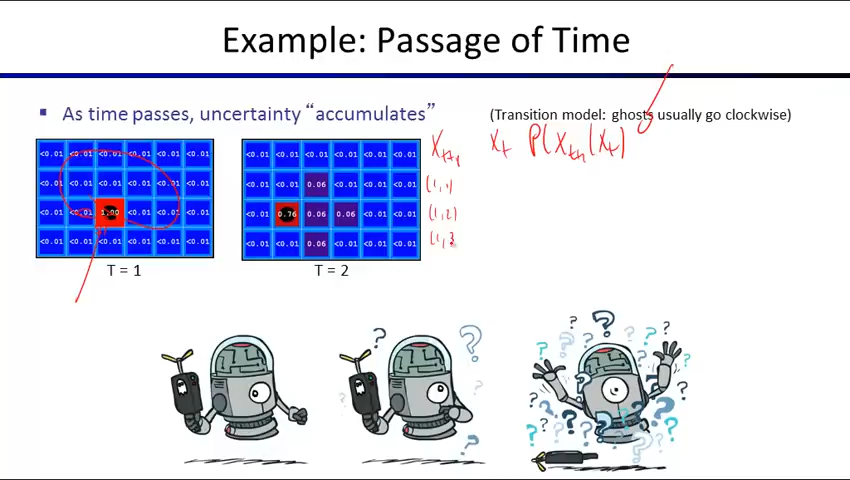 Example: Passage of Time
▪ As time passes, uncertainty “accumulates”
(Transition model: ghosts usually go clockwise)
<0.01 <0.01 <0.01 <0.01 <0.01 <0.01
<0.01 <0.01 <0.01 <0.01 <0.01 <0.01
<0.01 <0.01 1.00 <0.01 <0.01 <0.01
<0.01 <0.01 <0.01 <0.01 <0.01 <0.01
T = 1
<0.01 <0.01 <0.01 <0.01 <0.01 <0.01
<0.01 <0.01 0.06 <0.01 <0.01 <0.01
<0.01 0.76 0.06 0.06 <0.01 <0.01
<0.01 <0.01 0.06 <0.01 <0.01 <0.01
T = 2
X_{t+1} X_t P(X_{t+1}|X_t)
(1,1)
(1,2)
(1,3
? ? ? ?
? ? ? ? ? ? ? ? ?